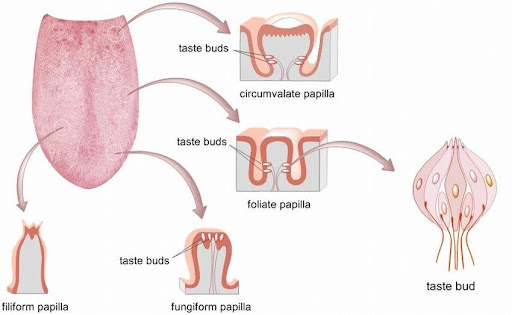 taste buds
circumvalate papilla
taste buds
foliate papilla
taste buds
filiform papilla
fungiform papilla
taste bud